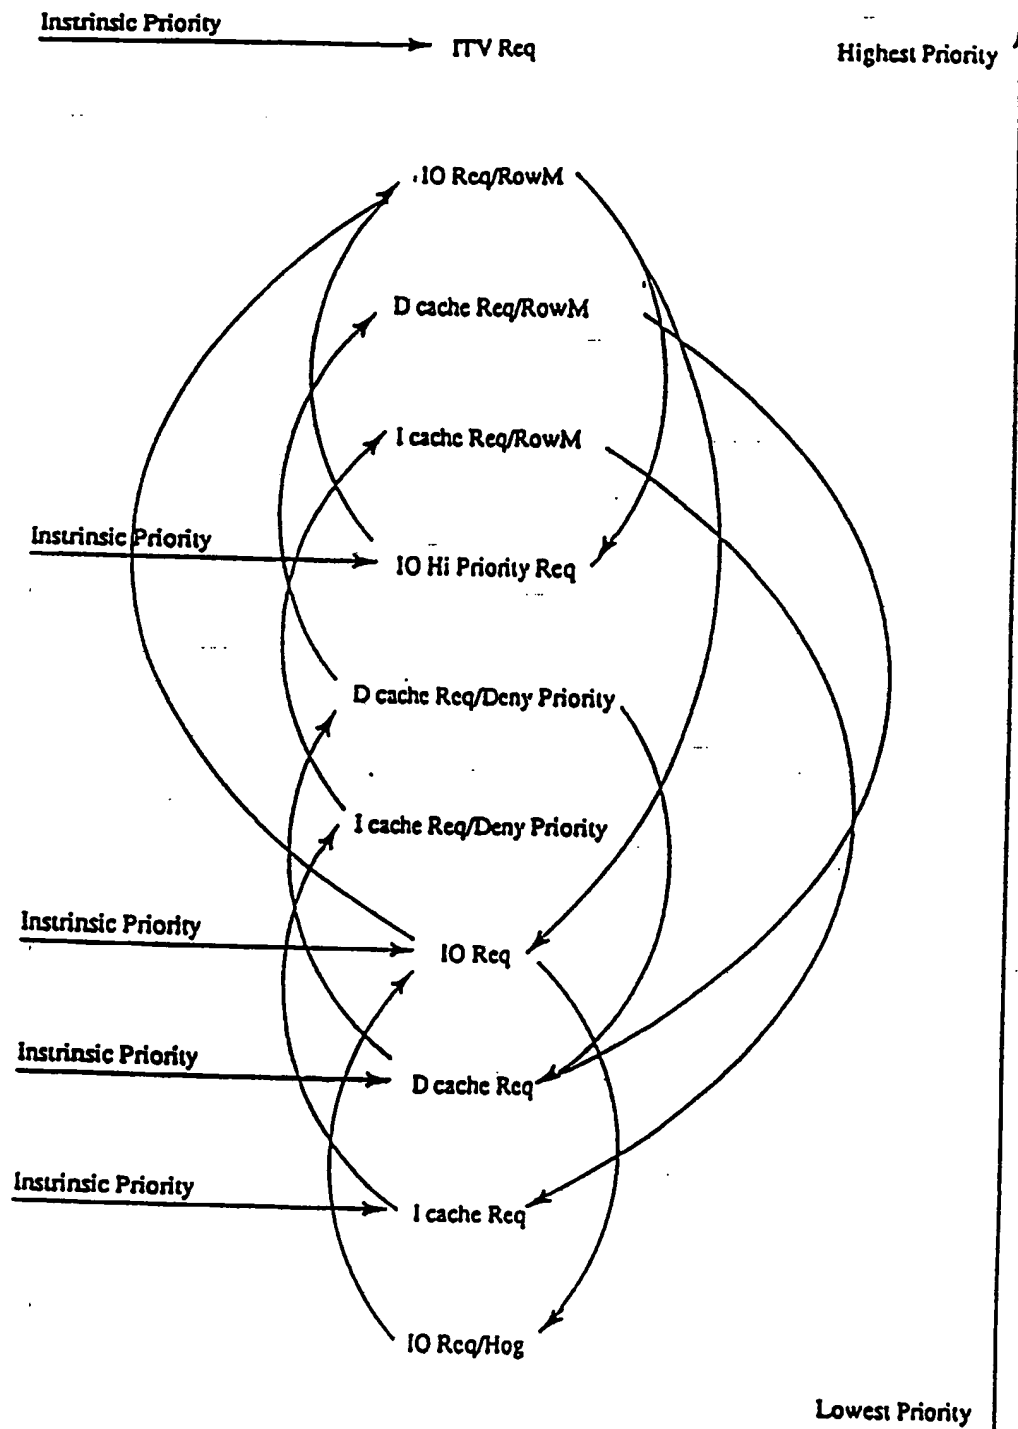 Instrinsic Priority
ITV Req
Highest Priority
IO Req/RowM
D cache Req/RowM
I cache Req/RowM
Instrinsic Priority
IO Hi Priority Req
D cache Req/Deny Priority
I cache Req/Deny Priority
Instrinsic Priority
IO Req
Instrinsic Priority
D cache Req
Instrinsic Priority
I cache Req
IO Req/Hog
Lowest Priority